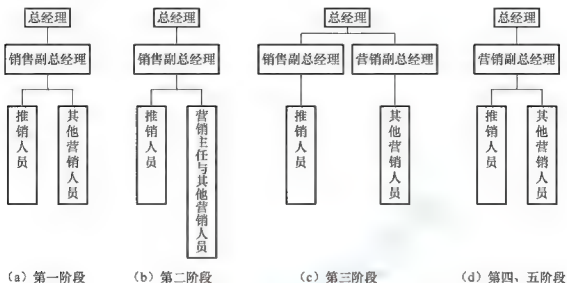 总经理
销售副总经理
推销人员
其他营销人员
(a) 第一阶段
总经理
销售副总经理
推销人员
营销主任与其他营销人员
(b) 第二阶段
总经理
销售副总经理
营销副总经理
推销人员
其他营销人员
(c) 第三阶段
总经理
营销副总经理
推销人员
其他营销人员
(d) 第四、五阶段